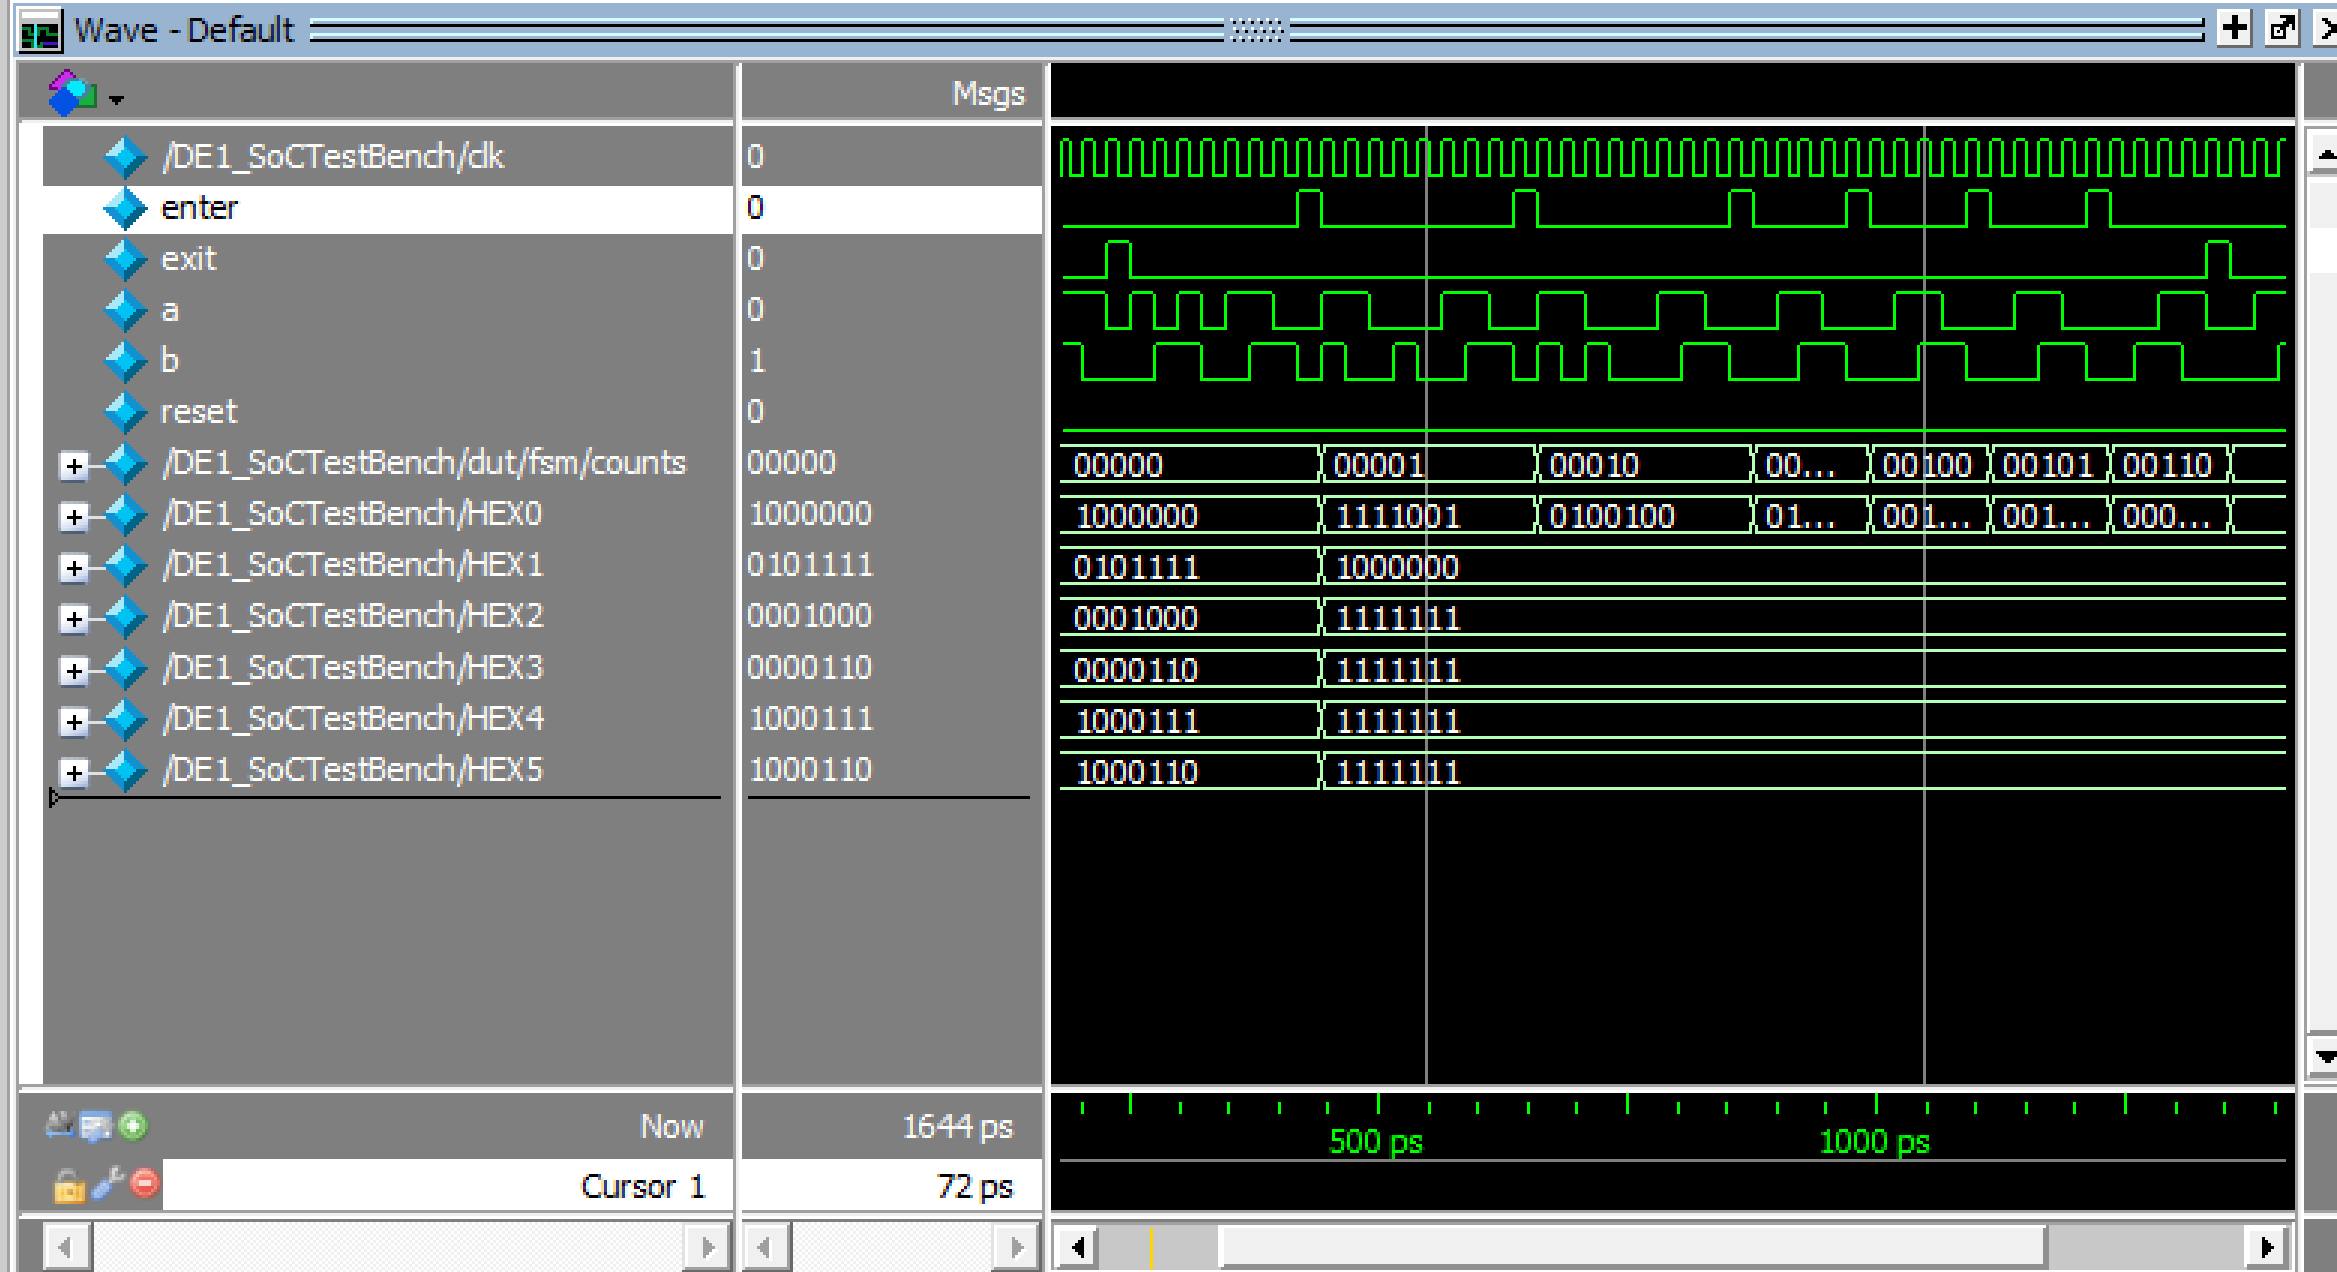 Wave - Default
Msgs
/DE1_SoCTestBench/clk 0
enter 0
exit 0
a 0
b 1
reset 0
/DE1_SoCTestBench/dut/fsm/counts 00000 00000 00001 00010 00... 00100 00101 00110
/DE1_SoCTestBench/HEX0 1000000 1000000 1111001 0100100 01... 001... 001... 000...
/DE1_SoCTestBench/HEX1 0101111 0101111 1000000
/DE1_SoCTestBench/HEX2 0001000 0001000 1111111
/DE1_SoCTestBench/HEX3 0000110 0000110 1111111
/DE1_SoCTestBench/HEX4 1000111 1000111 1111111
/DE1_SoCTestBench/HEX5 1000110 1000110 1111111
Now 1644 ps 500 ps 1000 ps
Cursor 1 72 ps